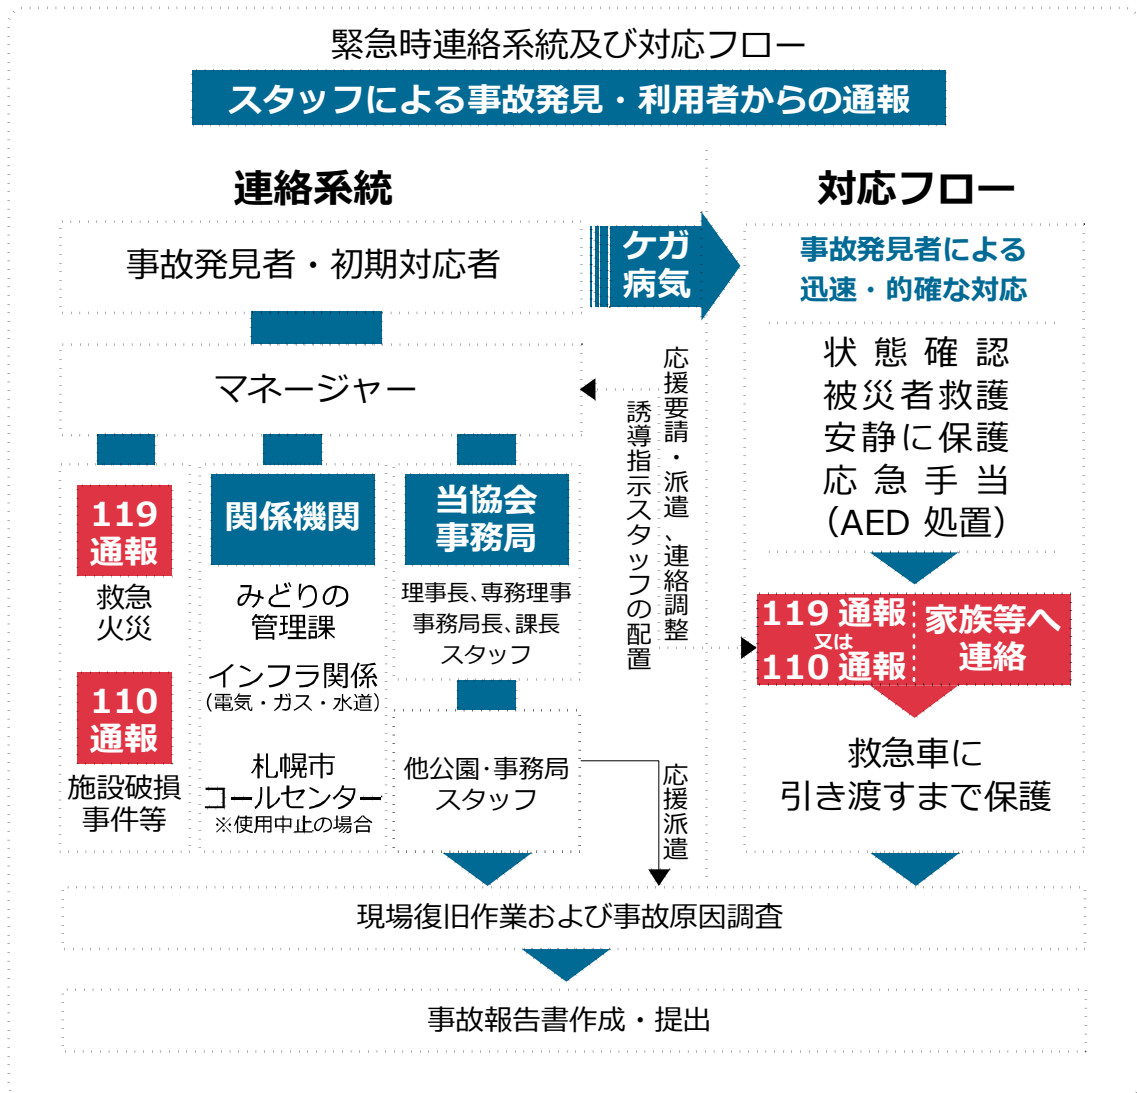 緊急時連絡系統及び対応フロー
スタッフによる事故発見・利用者からの通報
連絡系統
事故発見者・初期対応者
ケガ
病気
マネージャー
119
通報
救急
火災
110
通報
施設破損
事件等
関係機関
みどりの
管理課
インフラ関係
(電気・ガス・水道)
札幌市
コールセンター
※使用中止の場合
当協会
事務局
理事長、専務理事
事務局長、課長
スタッフ
他公園・事務局
スタッフ
応援要請・派遣、連絡調整
誘導指示スタッフの配置
応援派遣
対応フロー
事故発見者による
迅速・的確な対応
状態確認
被災者救護
安静に保護
応急手当
(AED 処置)
119 通報
又は
110 通報
家族等へ
連絡
救急車に
引き渡すまで保護
現場復旧作業および事故原因調査
事故報告書作成・提出